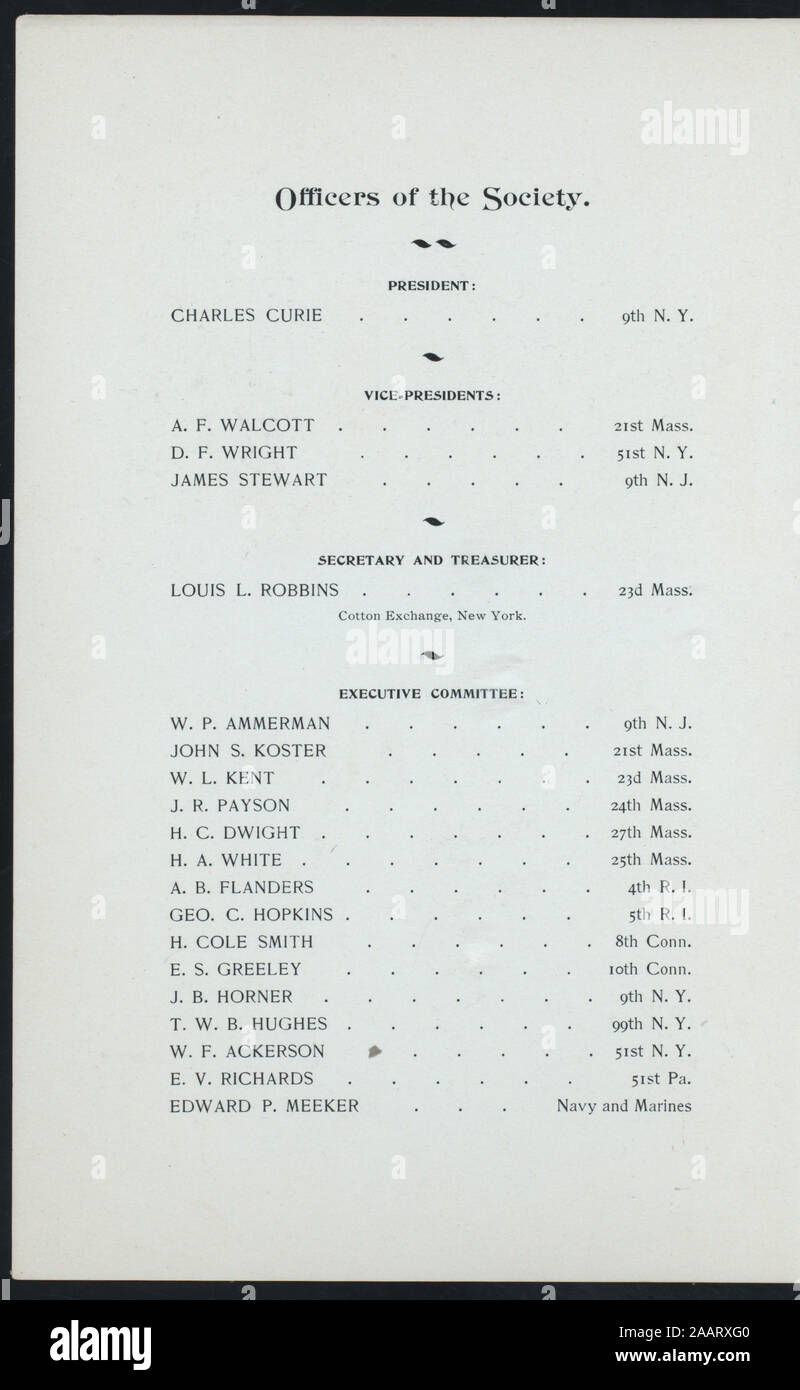 Officers of the Society.
PRESIDENT:
CHARLES CURIE . . . . . . 9th N. Y.
VICE-PRESIDENTS:
A. F. WALCOTT . . . . . . 21st Mass.
D. F. WRIGHT . . . . . . 51st N. Y.
JAMES STEWART . . . . . 9th N. J.
SECRETARY AND TREASURER:
LOUIS L. ROBBINS . . . . . . 23d Mass.
Cotton Exchange, New York.
EXECUTIVE COMMITTEE:
W. P. AMMERMAN . . . . . . 9th N. J.
JOHN S. KOSTER . . . . . 21st Mass.
W. L. KENT . . . . . . . 23d Mass.
J. R. PAYSON . . . . . . 24th Mass.
H. C. DWIGHT . . . . . . . 27th Mass.
H. A. WHITE . . . . . . . 25th Mass.
A. B. FLANDERS . . . . . . 4th R. I.
GEO. C. HOPKINS . . . . . . 5th R. I.
H. COLE SMITH . . . . . . 8th Conn.
E. S. GREELEY . . . . . . 10th Conn.
J. B. HORNER . . . . . . . 9th N. Y.
T. W. B. HUGHES . . . . . . 99th N. Y.
W. F. ACKERSON . . . . . 51st N. Y.
E. V. RICHARDS . . . . . . 51st Pa.
EDWARD P. MEEKER . . . Navy and Marines
alamy
alamy
alamy
alamy
Image ID: 2AARXG0
www.alamy.com